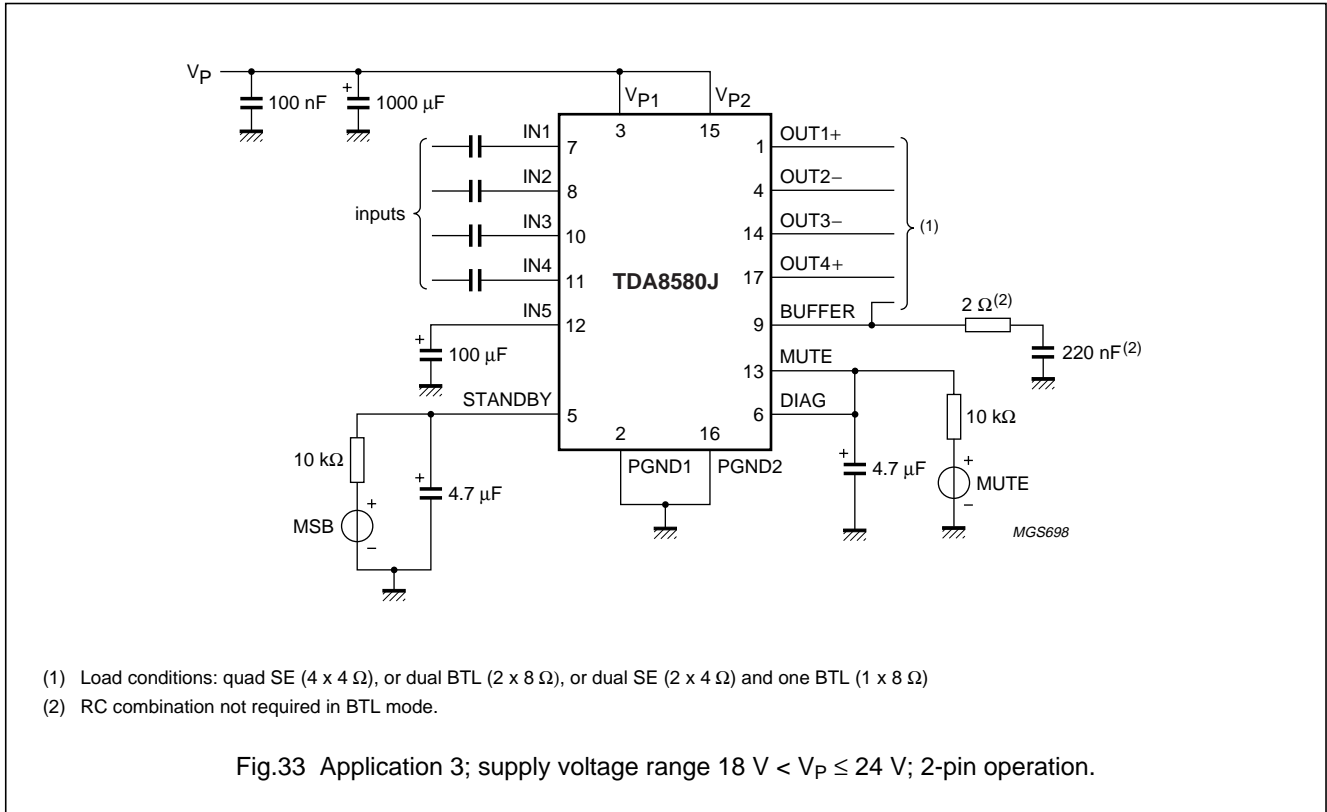 VP
100 nF
+
1000 μF
VP1
VP2
3
15
inputs
IN1
7
IN2
8
IN3
10
IN4
11
IN5
12
+
100 μF
STANDBY
5
10 kΩ
+
4.7 μF
MSB
+
−
TDA8580J
2
16
PGND1
PGND2
1
OUT1+
4
OUT2−
14
OUT3−
17
OUT4+
(1)
9
BUFFER
2 Ω(2)
220 nF(2)
13
MUTE
6
DIAG
10 kΩ
+
4.7 μF
+
MUTE
−
MGS698
(1) Load conditions: quad SE (4 x 4 Ω), or dual BTL (2 x 8 Ω), or dual SE (2 x 4 Ω) and one BTL (1 x 8 Ω)
(2) RC combination not required in BTL mode.
Fig.33 Application 3; supply voltage range 18 V < VP ≤ 24 V; 2-pin operation.